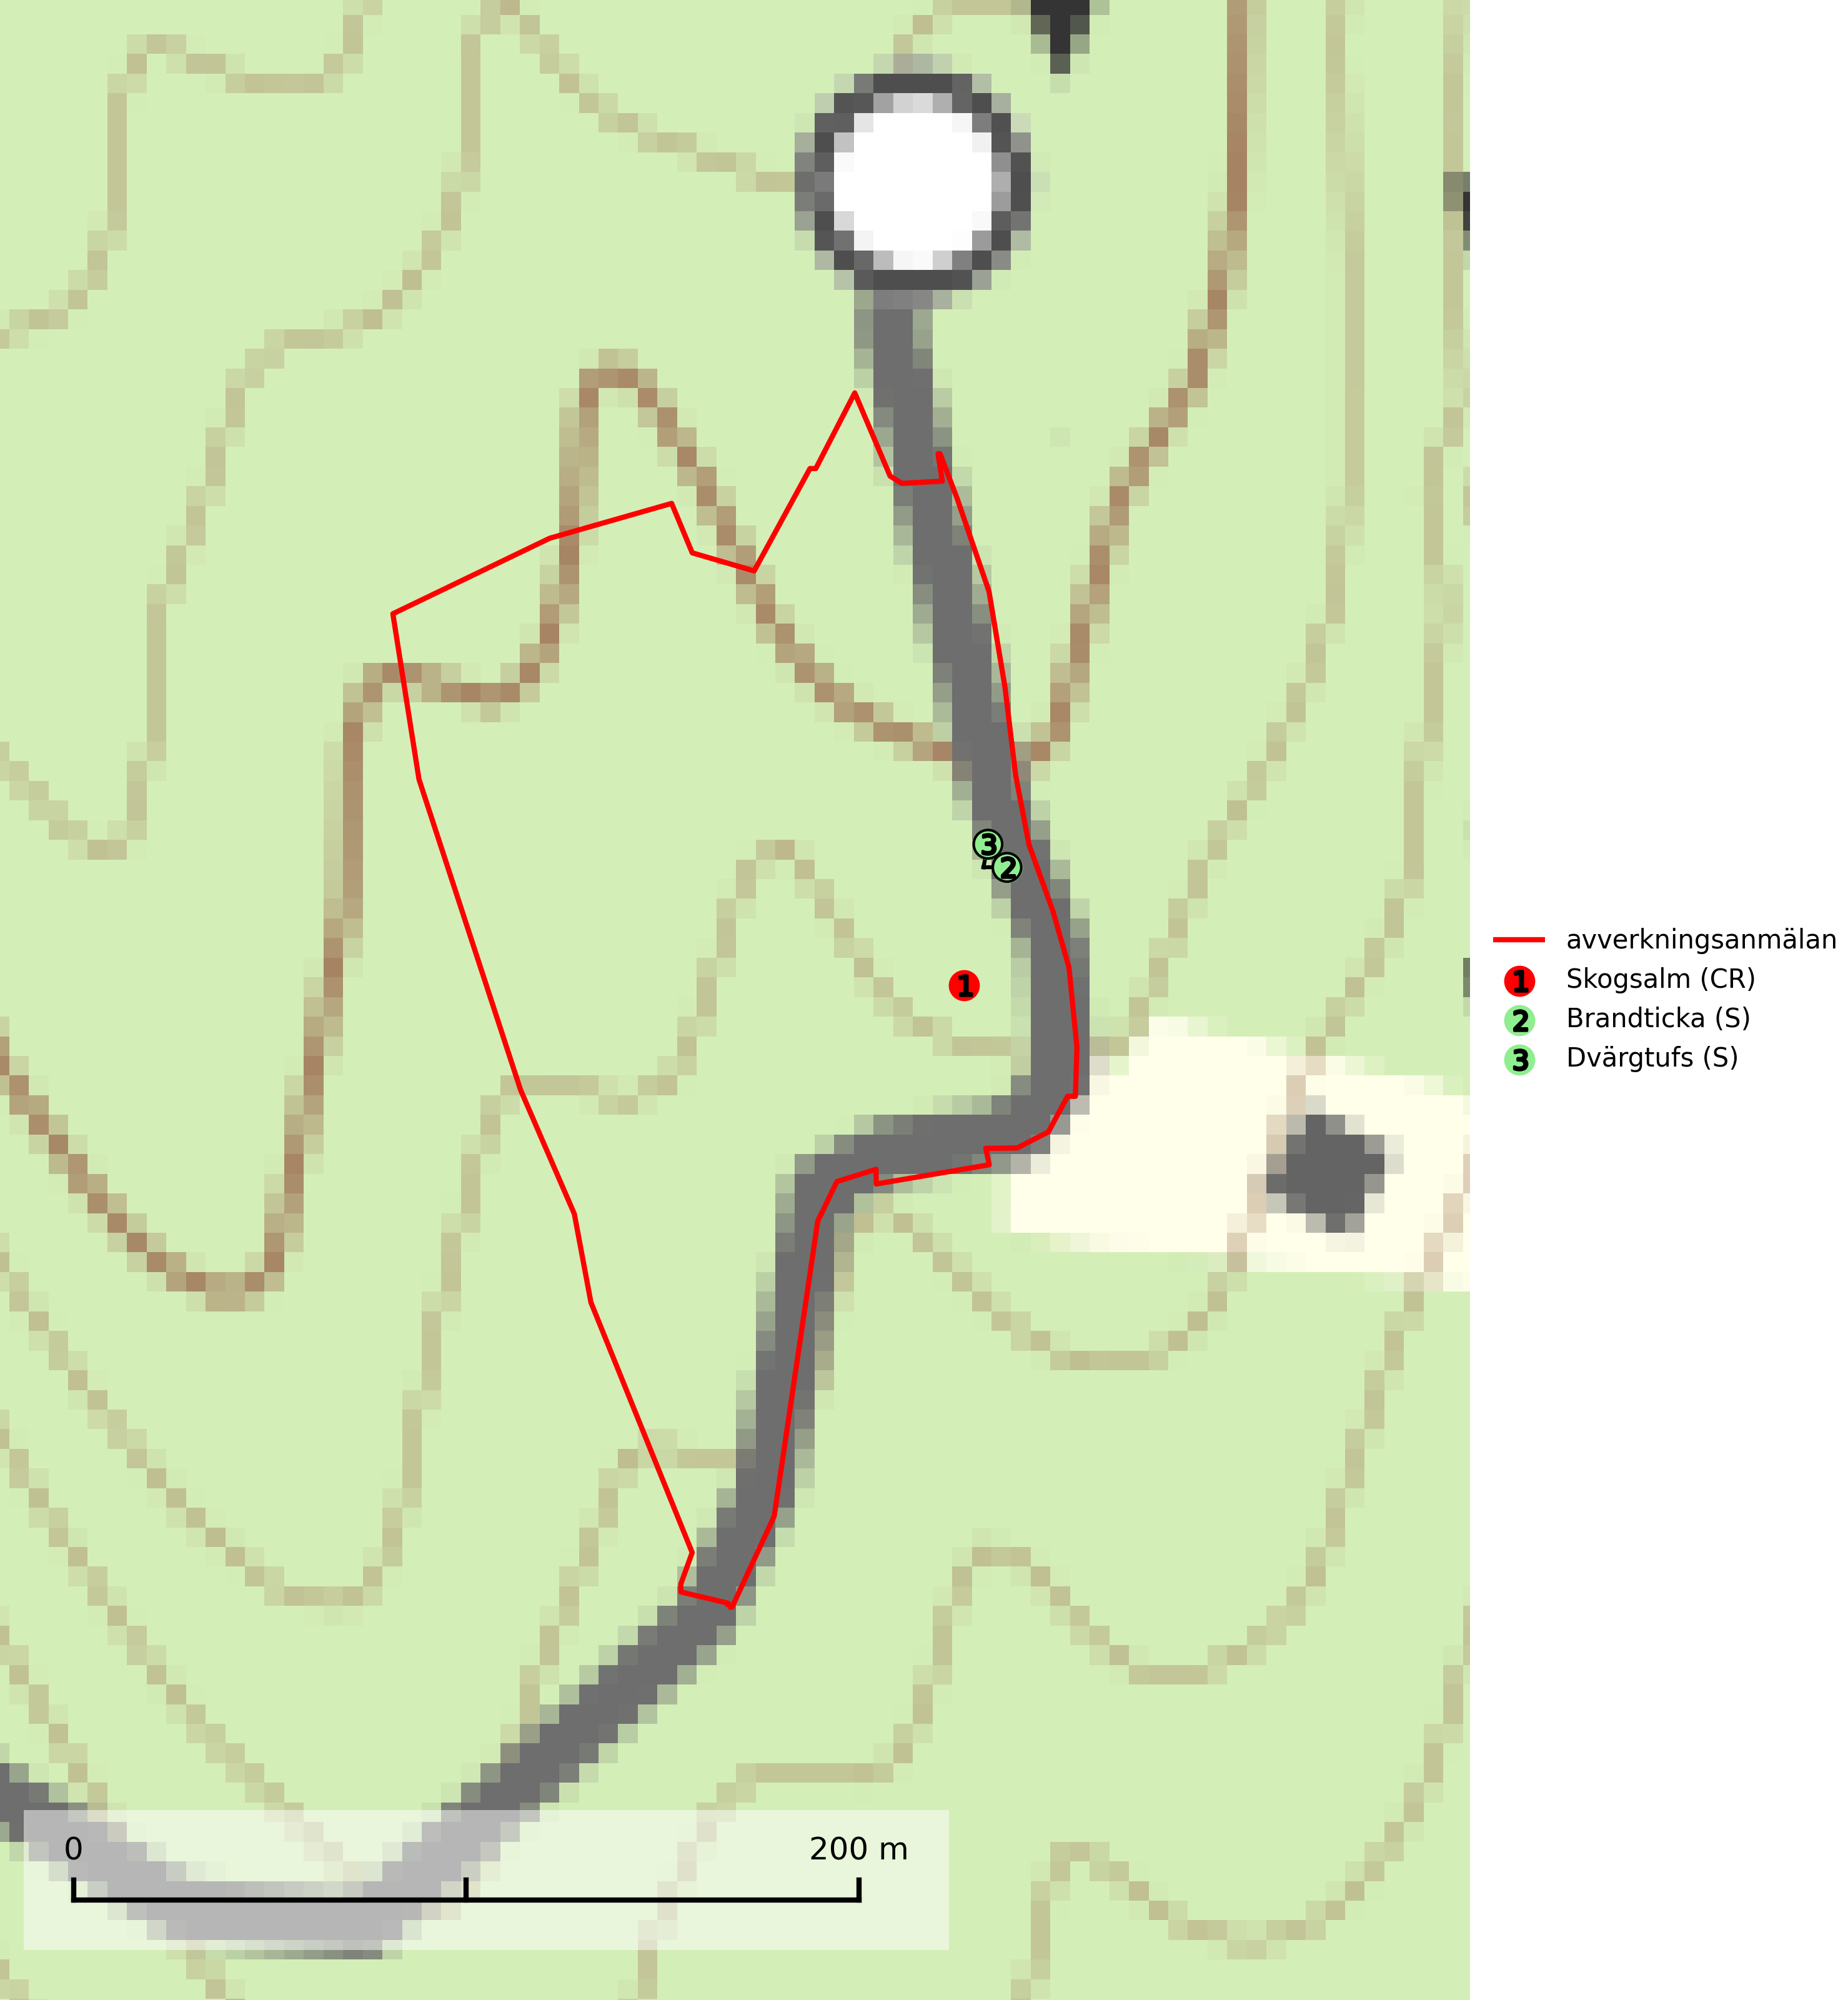 3
2
1
avverkningsanmälan
1 Skogsalm (CR)
2 Brandticka (S)
3 Dvärgtufs (S)
0 200 m